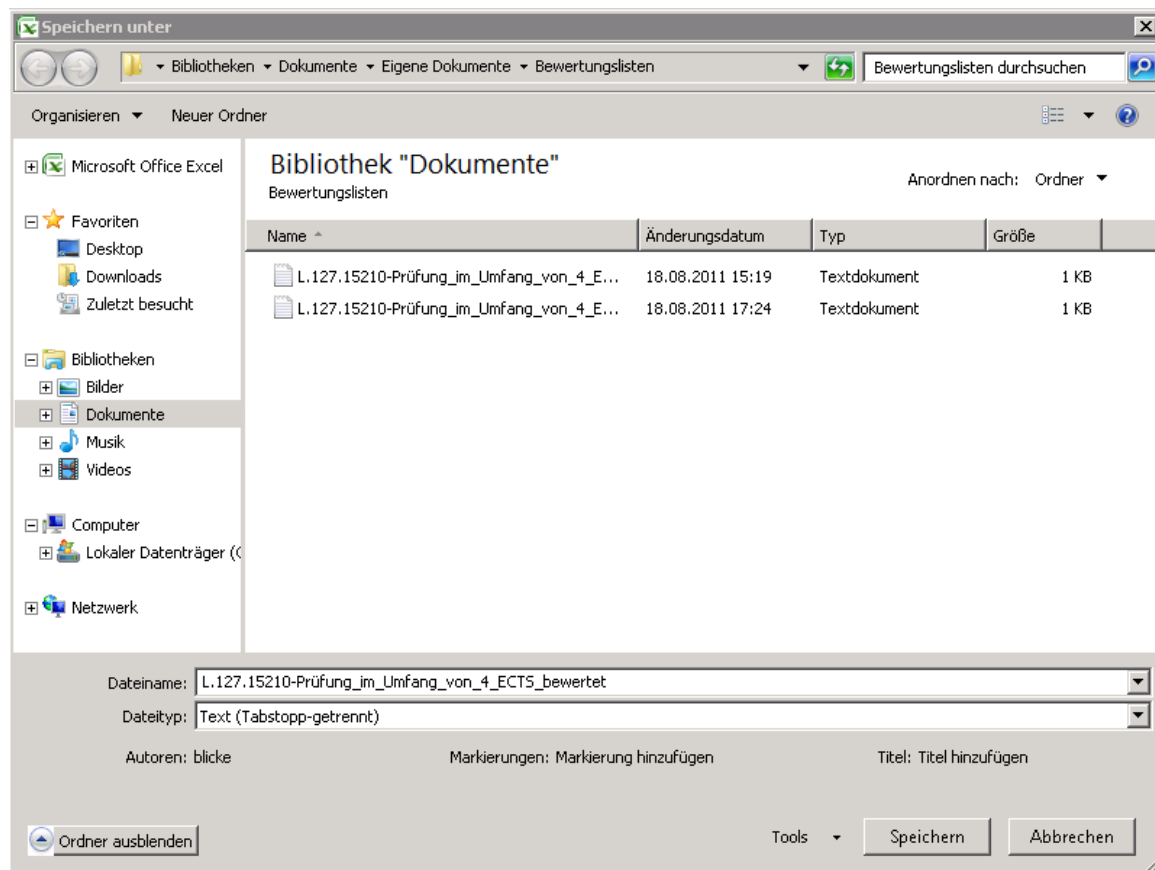 Speichern unter
Bibliotheken Dokumente Eigene Dokumente Bewertungslisten Bewertungslisten durchsuchen
Organisieren Neuer Ordner
Microsoft Office Excel
Favoriten
Desktop
Downloads
Zuletzt besucht
Bibliotheken
Bilder
Dokumente
Musik
Videos
Computer
Lokaler Datenträger (C
Netzwerk
Bibliothek "Dokumente"
Bewertungslisten
Anordnen nach: Ordner
Name Änderungsdatum Typ Größe
L.127.15210-Prüfung_im_Umfang_von_4_E... 18.08.2011 15:19 Textdokument 1 KB
L.127.15210-Prüfung_im_Umfang_von_4_E... 18.08.2011 17:24 Textdokument 1 KB
Dateiname: L.127.15210-Prüfung_im_Umfang_von_4_ECTS_bewertet
Dateityp: Text (Tabstopp-getrennt)
Autoren: blicke Markierungen: Markierung hinzufügen Titel: Titel hinzufügen
Ordner ausblenden Tools Speichern Abbrechen